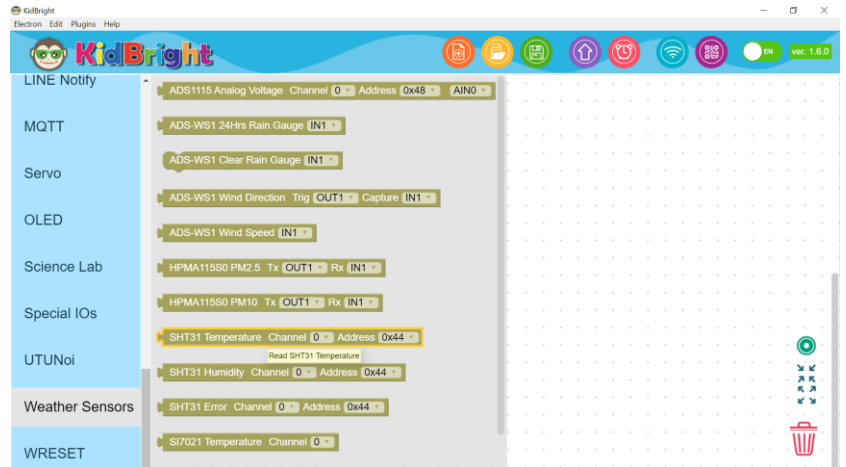 KidBright
Electron Edit Plugins Help
KidBright
EN
ver. 1.6.0
LINE Notify
MQTT
Servo
OLED
Science Lab
Special IOs
UTUNoi
Weather Sensors
WRESET
ADS1115 Analog Voltage Channel 0 Address 0x48 AIN0
ADS-WS1 24Hrs Rain Gauge IN1
ADS-WS1 Clear Rain Gauge IN1
ADS-WS1 Wind Direction Trig OUT1 Capture IN1
ADS-WS1 Wind Speed IN1
HPMA115S0 PM2.5 Tx OUT1 Rx IN1
HPMA115S0 PM10 Tx OUT1 Rx IN1
SHT31 Temperature Channel 0 Address 0x44
Read SHT31 Temperature
SHT31 Humidity Channel 0 Address 0x44
SHT31 Error Channel 0 Address 0x44
SI7021 Temperature Channel 0